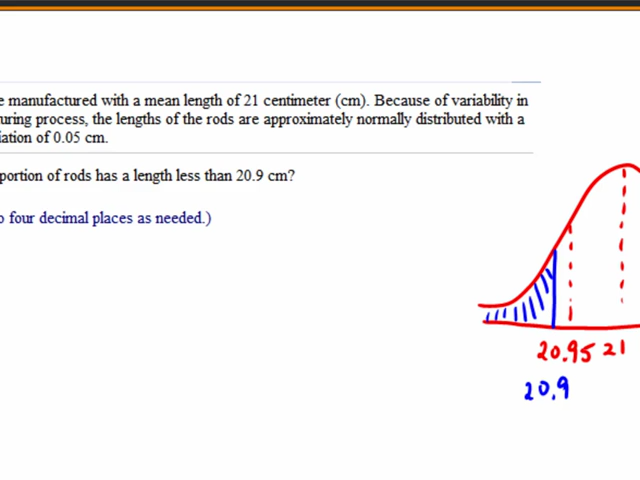 e manufactured with a mean length of 21 centimeter (cm). Because of variability in
uring process, the lengths of the rods are approximately normally distributed with a
iation of 0.05 cm.
portion of rods has a length less than 20.9 cm?
o four decimal places as needed.)
20.95 21
20.9